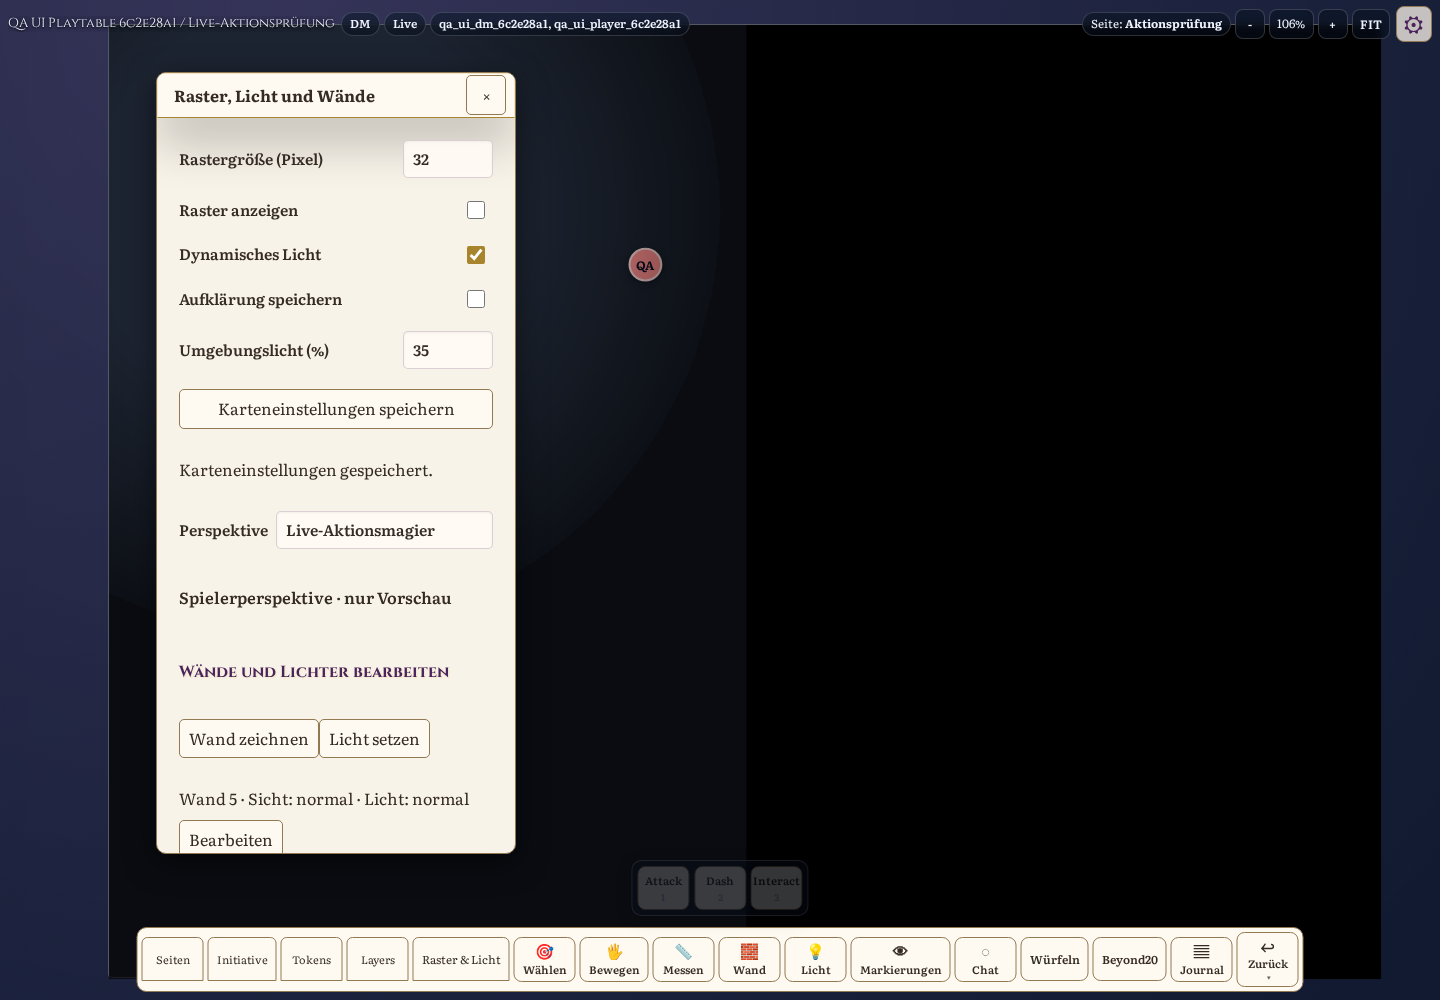 QA UI Playtable 6c2e28a1 / Live-Aktionsprüfung DM Live qa_ui_dm_6c2e28a1, qa_ui_player_6c2e28a1 Seite: Aktionsprüfung - 106% + FIT
Raster, Licht und Wände ×
Rastergröße (Pixel) 32
Raster anzeigen
Dynamisches Licht
Aufklärung speichern
Umgebungslicht (%) 35
Karteneinstellungen speichern
Karteneinstellungen gespeichert.
Perspektive Live-Aktionsmagier
Spielerperspektive · nur Vorschau
Wände und Lichter bearbeiten
Wand zeichnen Licht setzen
Wand 5 · Sicht: normal · Licht: normal
Bearbeiten
QA
Attack Dash Interact
1 2 3
Seiten Initiative Tokens Layers Raster & Licht Wählen Bewegen Messen Wand Licht Markierungen Chat Würfeln Beyond20 Journal Zurück